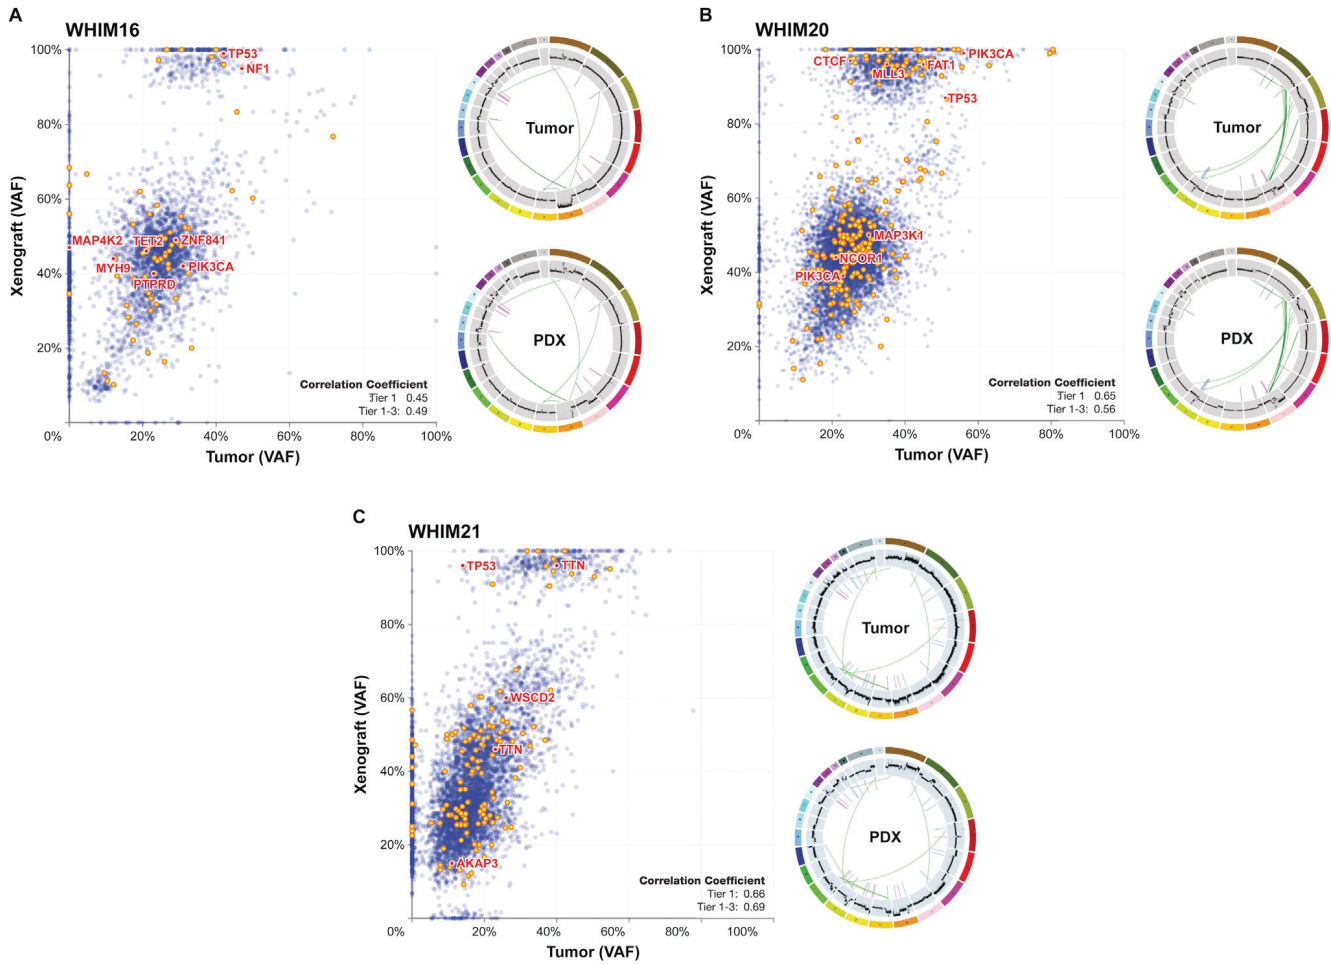 A
WHIM16
100%
80%
60%
40%
20%
0%
20%
40%
60%
80%
100%
Xenograft (VAF)
Tumor (VAF)
TP53
NF1
MAP4K2
TET2
ZNF841
MYH9
PIK3CA
PTPRD
Correlation Coefficient
Tier 1 0.45
Tier 1-3: 0.49
Tumor
PDX
B
WHIM20
100%
80%
60%
40%
20%
0%
20%
40%
60%
80%
100%
Xenograft (VAF)
Tumor (VAF)
CTCF
PIK3CA
MLL3
FAT1
TP53
MAP3K1
NCOR1
PIK3CA
Correlation Coefficient
Tier 1 0.65
Tier 1-3: 0.56
Tumor
PDX
C
WHIM21
100%
80%
60%
40%
20%
0%
0%
20%
40%
60%
80%
100%
Xenograft (VAF)
Tumor (VAF)
TP53
TTN
WSCD2
TTN
AKAP3
Correlation Coefficient
Tier 1: 0.66
Tier 1-3: 0.69
Tumor
PDX